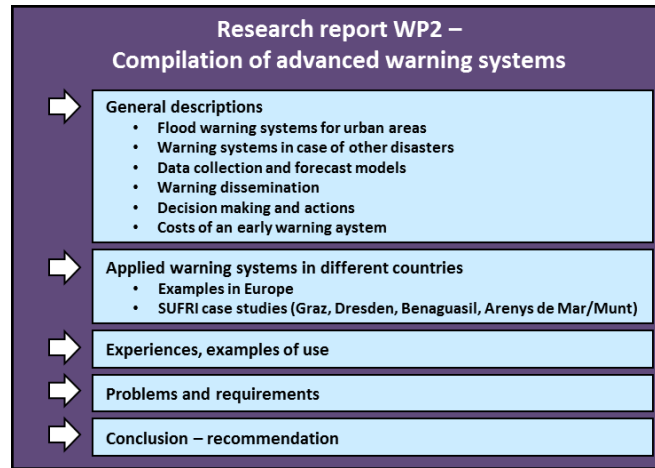 Research report WP2 –
Compilation of advanced warning systems
General descriptions
• Flood warning systems for urban areas
• Warning systems in case of other disasters
• Data collection and forecast models
• Warning dissemination
• Decision making and actions
• Costs of an early warning aystem
Applied warning systems in different countries
• Examples in Europe
• SUFRI case studies (Graz, Dresden, Benaguasil, Arenys de Mar/Munt)
Experiences, examples of use
Problems and requirements
Conclusion – recommendation